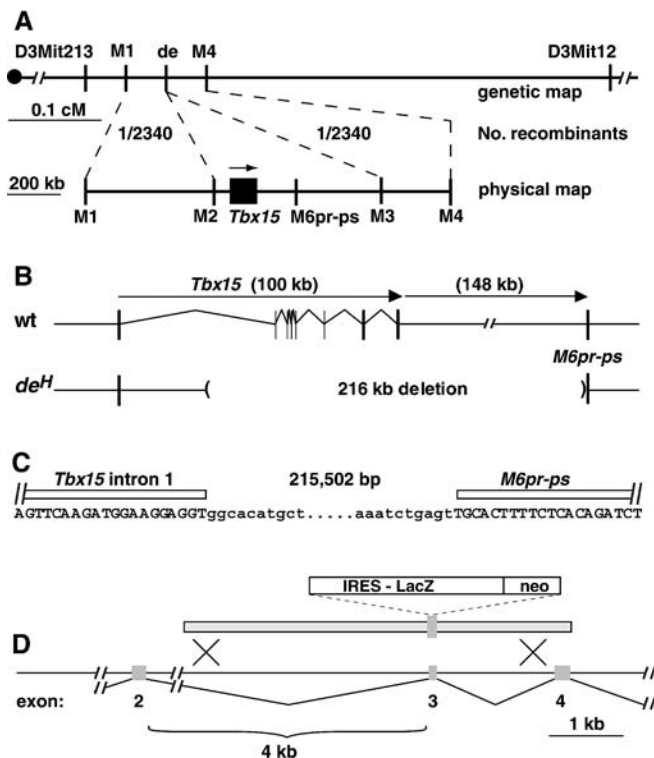 A
D3Mit213 M1 de M4 D3Mit12
genetic map
0.1 cM
1/2340 1/2340 No. recombinants
200 kb
physical map
M1 M2 Tbx15 M6pr-ps M3 M4
B
Tbx15 (100 kb) (148 kb)
wt
M6pr-ps
deH ( 216 kb deletion )
C
Tbx15 intron 1 215,502 bp M6pr-ps
AGTTCAAGATGGAAGGAGGTggcacatgct.....aaatctgagtTGCACTTTTCTCACAGATCT
IRES - LacZ neo
D
exon: 2 3 4
4 kb
1 kb